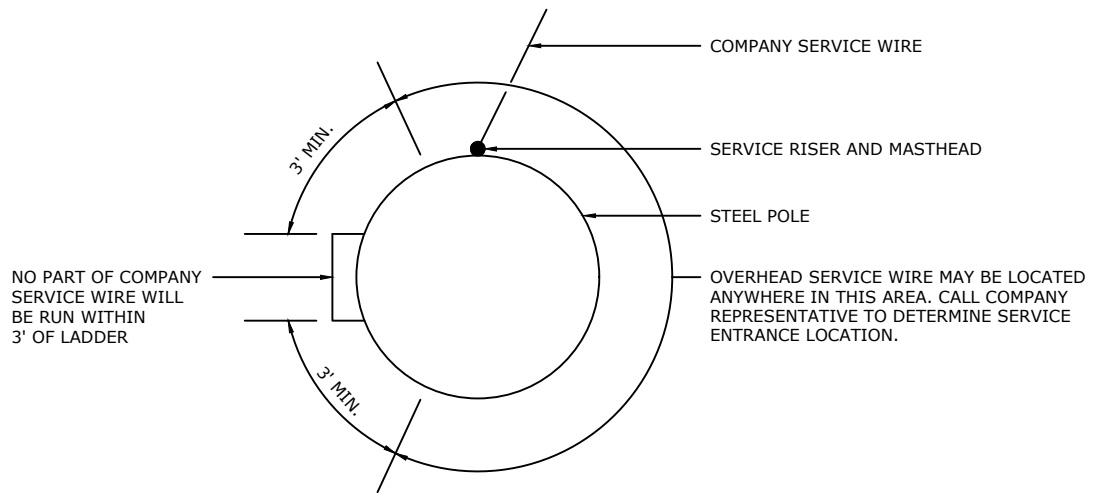 COMPANY SERVICE WIRE
3' MIN.
SERVICE RISER AND MASTHEAD
STEEL POLE
NO PART OF COMPANY
SERVICE WIRE WILL
BE RUN WITHIN
3' OF LADDER
OVERHEAD SERVICE WIRE MAY BE LOCATED
ANYWHERE IN THIS AREA. CALL COMPANY
REPRESENTATIVE TO DETERMINE SERVICE
ENTRANCE LOCATION.
3' MIN.